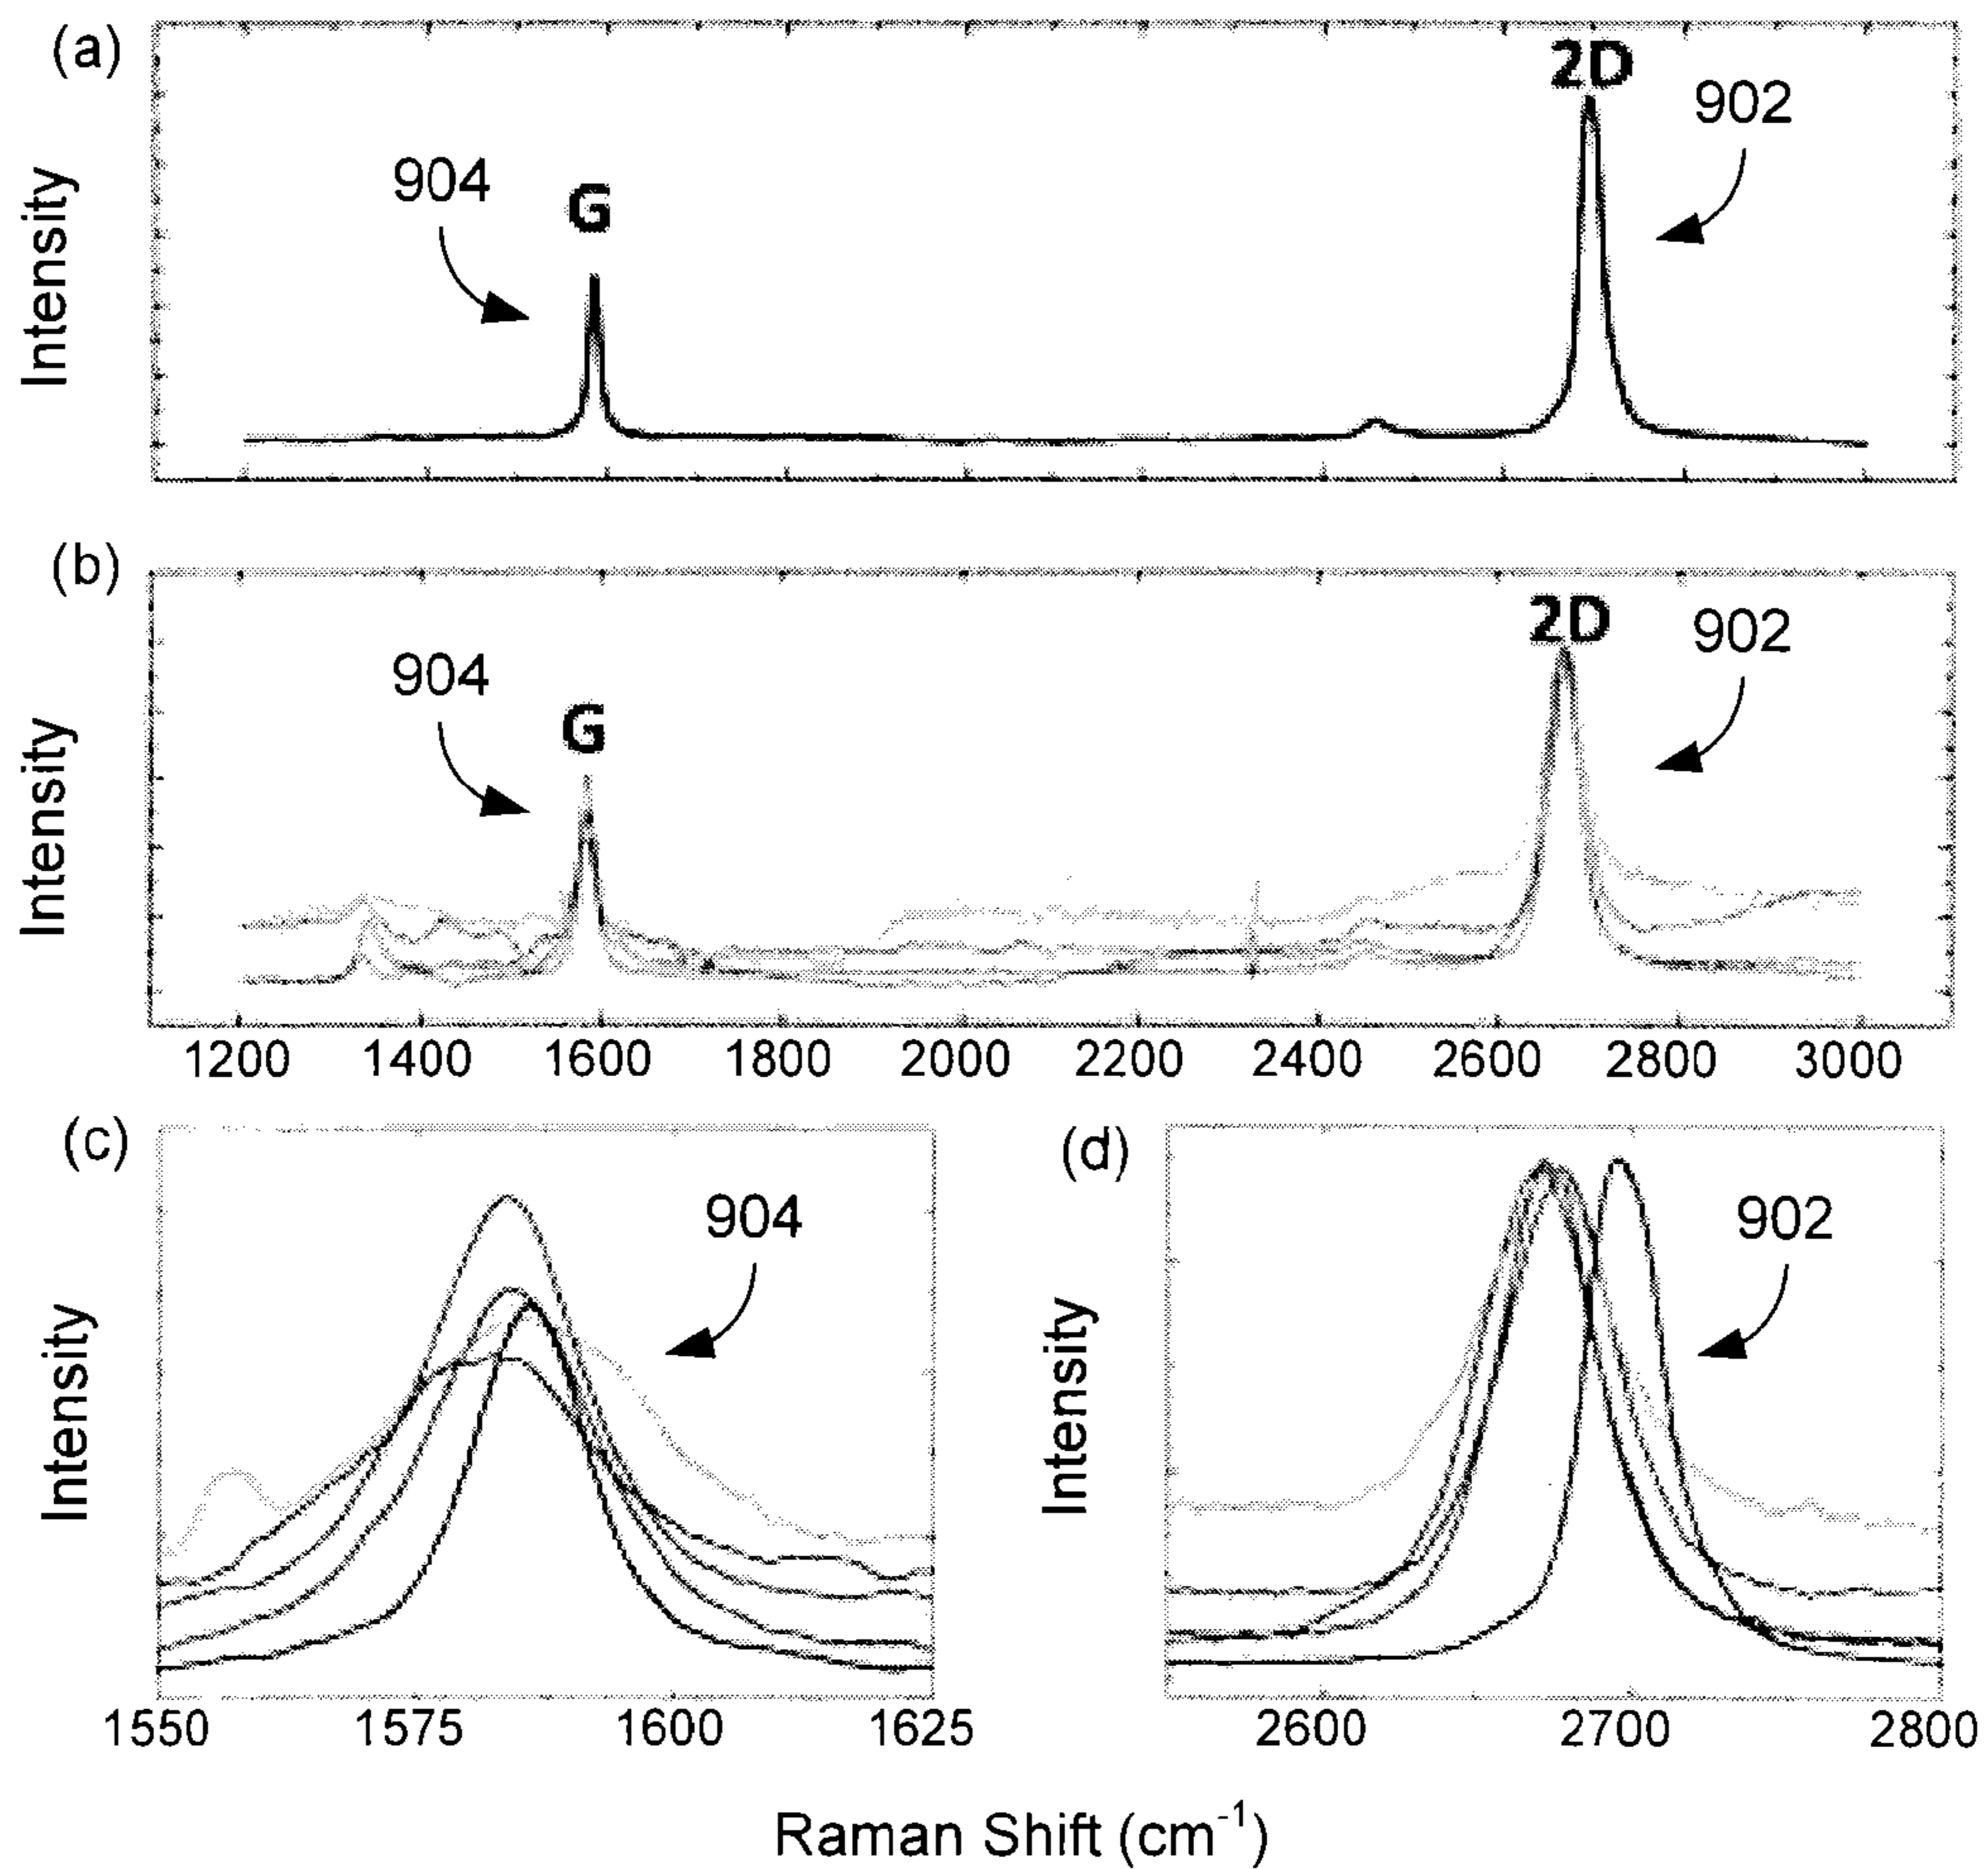 (a)
2D
902
904
G
Intensity
(b)
2D
902
904
G
Intensity
1200 1400 1600 1800 2000 2200 2400 2600 2800 3000
(c)
904
Intensity
1550 1575 1600 1625
(d)
902
Intensity
2600 2700 2800
Raman Shift (cm⁻¹)